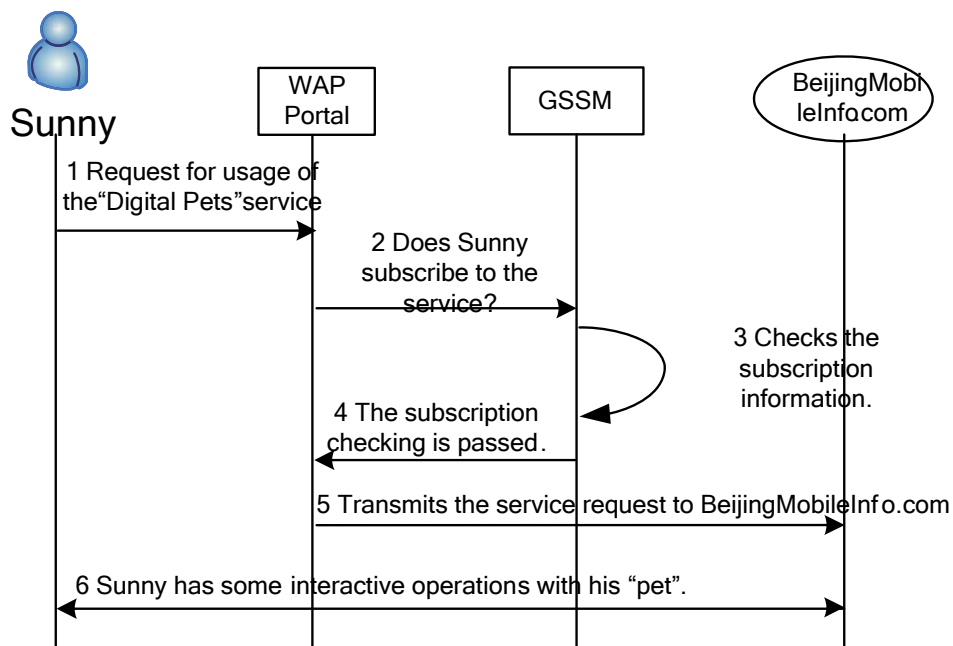 Sunny
WAP
Portal
GSSM
BeijingMobi
leInfo.com
1 Request for usage of
the“Digital Pets”service
2 Does Sunny
subscribe to the
service?
3 Checks the
subscription
information.
4 The subscription
checking is passed.
5 Transmits the service request to BeijingMobileInfo.com
6 Sunny has some interactive operations with his “pet”.